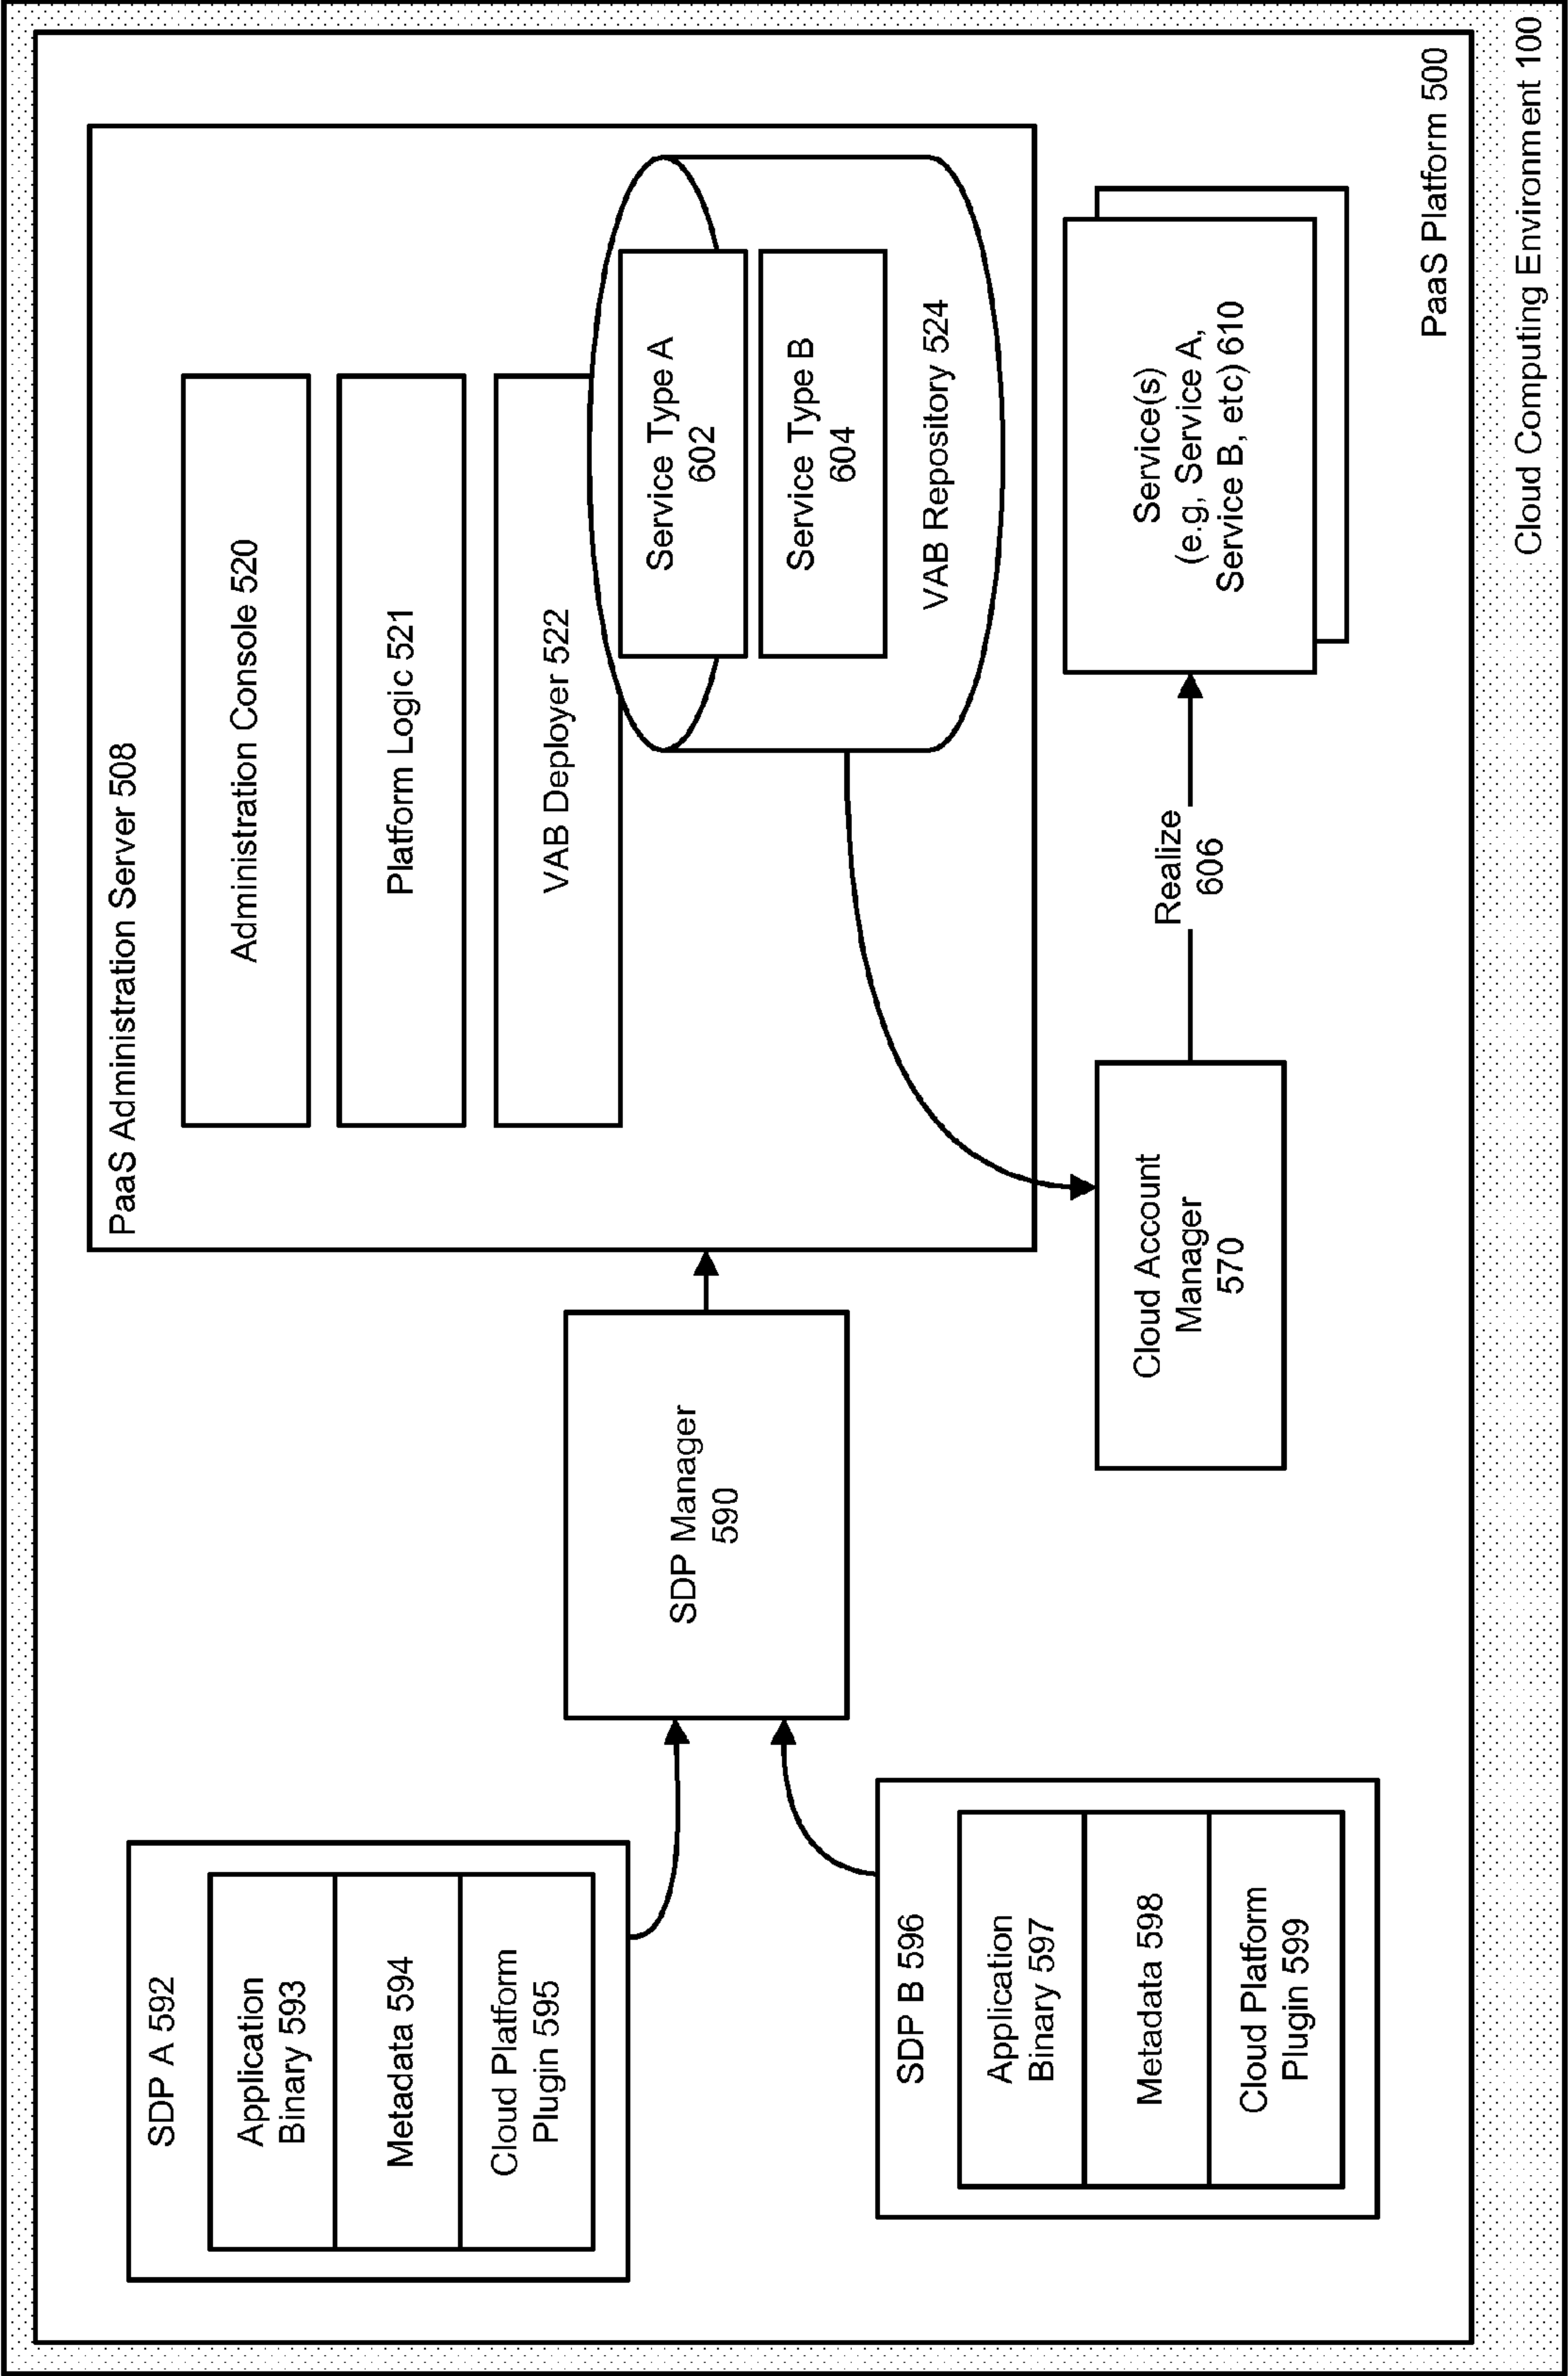 SDP A 592
Application
Binary 593
Metadata 594
Cloud Platform
Plugin 595
SDP B 596
Application
Binary 597
Metadata 598
Cloud Platform
Plugin 599
SDP Manager
590
PaaS Administration Server 508
Administration Console 520
Platform Logic 521
VAB Deployer 522
Service Type A
602
Service Type B
604
VAB Repository 524
Cloud Account
Manager
570
Realize
606
Service(s)
(e.g, Service A,
Service B, etc) 610
PaaS Platform 500
Cloud Computing Environment 100